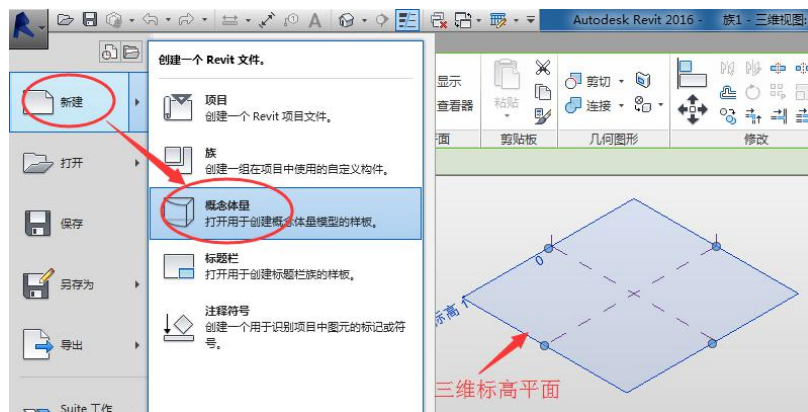 Autodesk Revit 2016 - 族1 - 三维视图:
创建一个 Revit 文件。
新建
项目
创建一个 Revit 项目文件。
族
创建一组在项目中使用的自定义构件。
打开
概念体量
打开用于创建概念体量模型的样板。
保存
标题栏
打开用于创建标题栏族的样板。
另存为
注释符号
创建一个用于识别项目中图元的标记或符
号。
导出
Suite 工作
显示
查看器
粘贴
剪切
连接
剪贴板
几何图形
修改
0
标高 1
三维标高平面